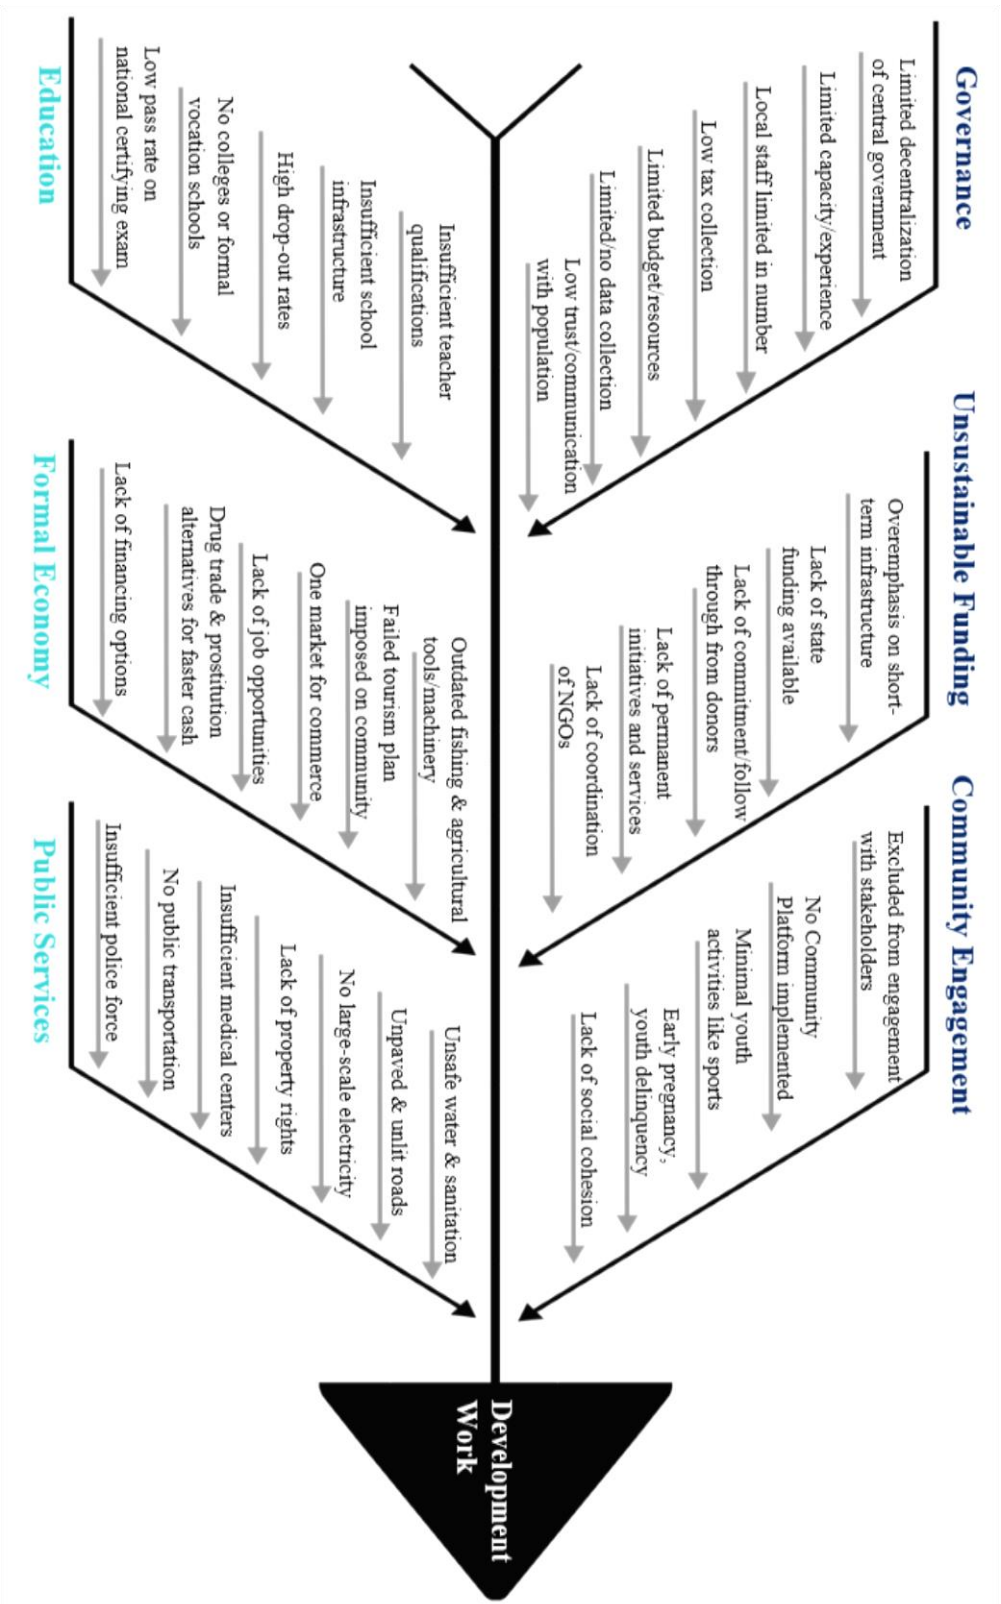 Governance
Limited decentralization
of central government
Limited capacity/experience
Local staff limited in number
Low tax collection
Limited budget/resources
Limited/no data collection
Low trust/communication
with population
Unsustainable Funding
Overemphasis on short-
term infrastructure
Lack of state
funding available
Lack of commitment/follow
through from donors
Lack of permanent
initiatives and services
Lack of coordination
of NGOs
Community Engagement
Excluded from engagement
with stakeholders
No Community
Platform implemented
Minimal youth
activities like sports
Early pregnancy,
youth delinquency
Lack of social cohesion
Development
Work
Insufficient teacher
qualifications
Insufficient school
infrastructure
High drop-out rates
No colleges or formal
vocation schools
Low pass rate on
national certifying exam
Education
Outdated fishing & agricultural
tools/machinery
Failed tourism plan
imposed on community
One market for commerce
Lack of job opportunities
Drug trade & prostitution
alternatives for faster cash
Lack of financing options
Formal Economy
Unsafe water & sanitation
Unpaved & unlit roads
No large-scale electricity
Lack of property rights
Insufficient medical centers
No public transportation
Insufficient police force
Public Services